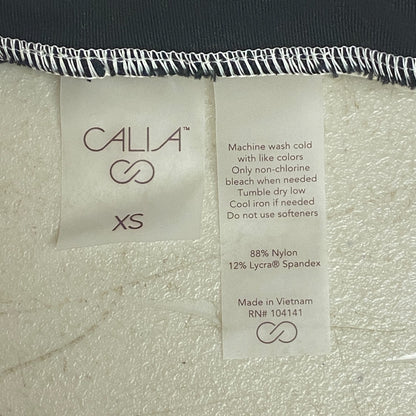 CALIA™
XS
Machine wash cold
with like colors
Only non-chlorine
bleach when needed
Tumble dry low
Cool iron if needed
Do not use softeners
88% Nylon
12% Lycra® Spandex
Made in Vietnam
RN# 104141